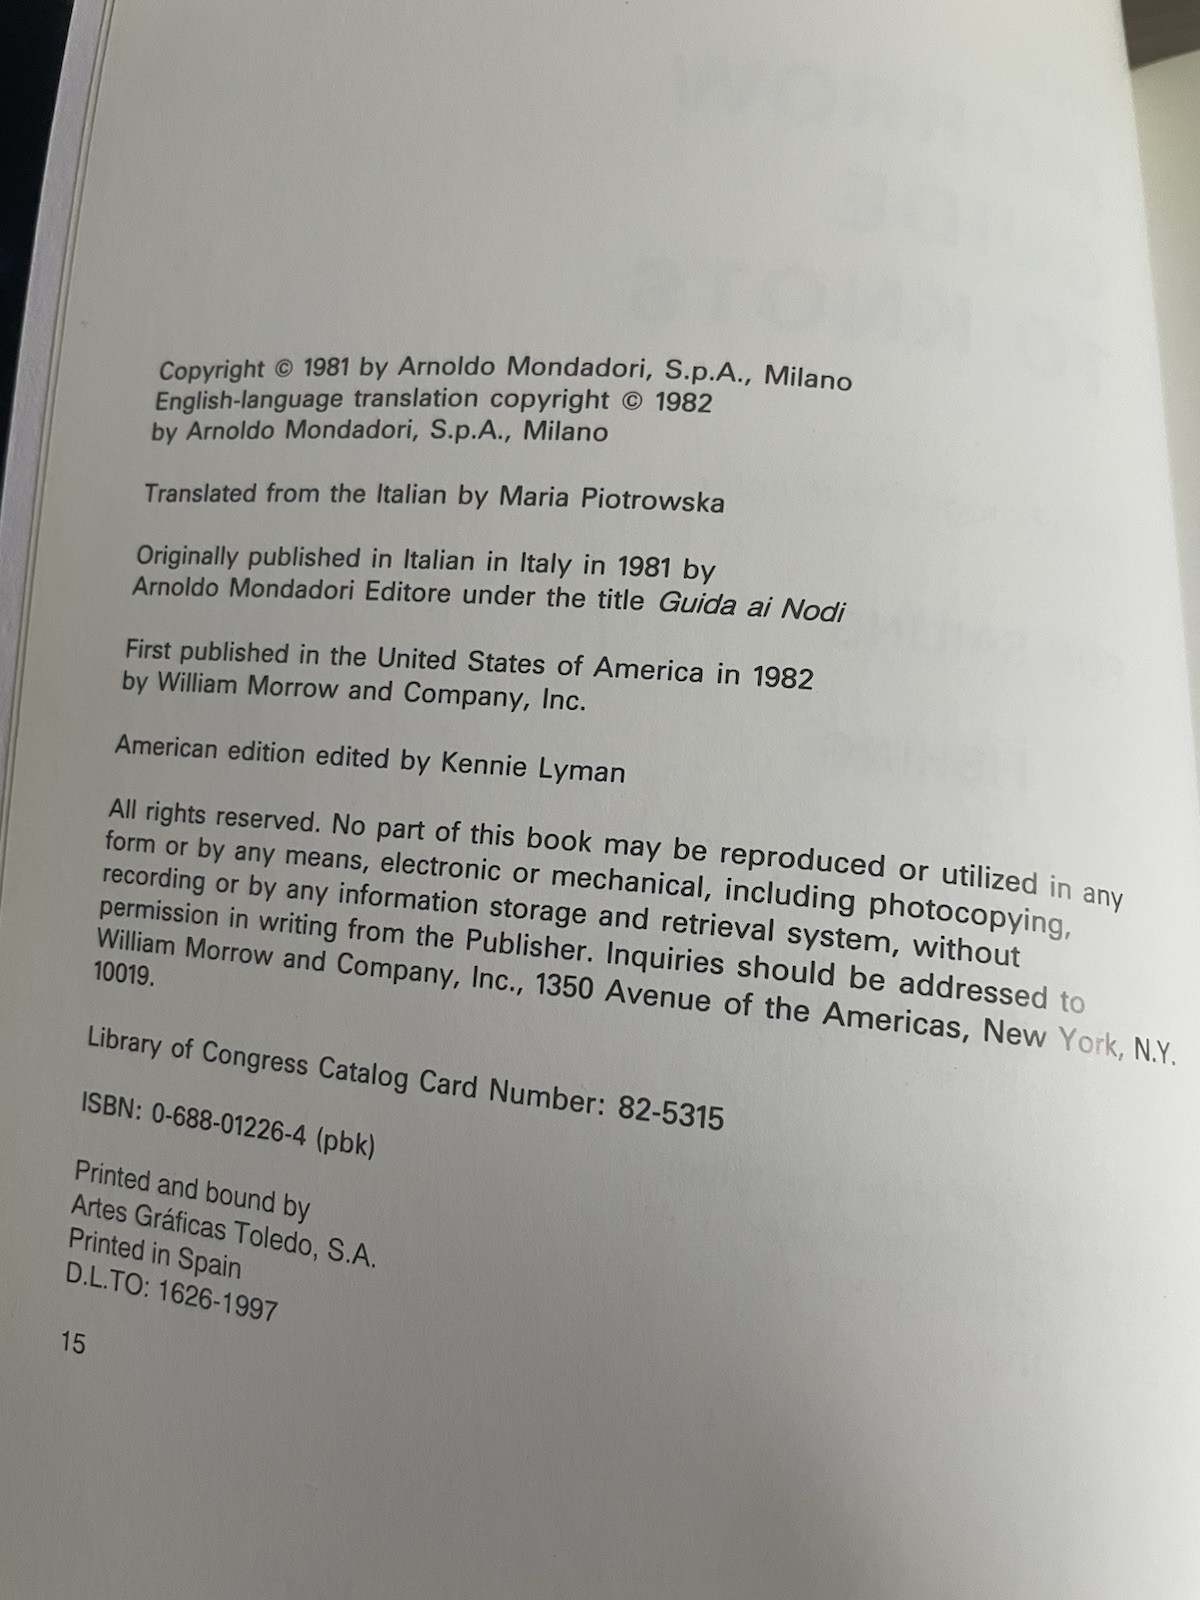 Copyright © 1981 by Arnoldo Mondadori, S.p.A., Milano
English-language translation copyright © 1982
by Arnoldo Mondadori, S.p.A., Milano
Translated from the Italian by Maria Piotrowska
Originally published in Italian in Italy in 1981 by
Arnoldo Mondadori Editore under the title Guida ai Nodi
First published in the United States of America in 1982
by William Morrow and Company, Inc.
American edition edited by Kennie Lyman
All rights reserved. No part of this book may be reproduced or utilized in any
form or by any means, electronic or mechanical, including photocopying,
recording or by any information storage and retrieval system, without
permission in writing from the Publisher. Inquiries should be addressed to
William Morrow and Company, Inc., 1350 Avenue of the Americas, New York, N.Y.
10019.
Library of Congress Catalog Card Number: 82-5315
ISBN: 0-688-01226-4 (pbk)
Printed and bound by
Artes Gráficas Toledo, S.A.
Printed in Spain
D.L.TO: 1626-1997
15